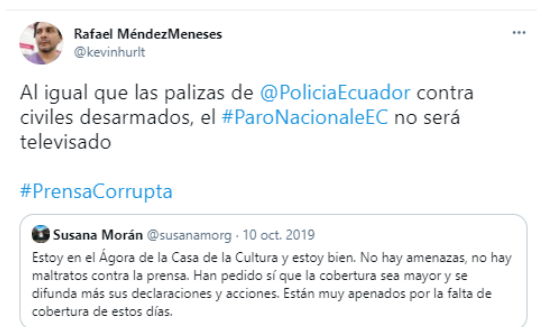 Rafael MéndezMeneses
@kevinhurlt
Al igual que las palizas de @PoliciaEcuador contra
civiles desarmados, el #ParoNacionaleEC no será
televisado
#PrensaCorrupta
Susana Morán @susanamorg · 10 oct. 2019
Estoy en el Ágora de la Casa de la Cultura y estoy bien. No hay amenazas, no hay
maltratos contra la prensa. Han pedido sí que la cobertura sea mayor y se
difunda más sus declaraciones y acciones. Están muy apenados por la falta de
cobertura de estos días.